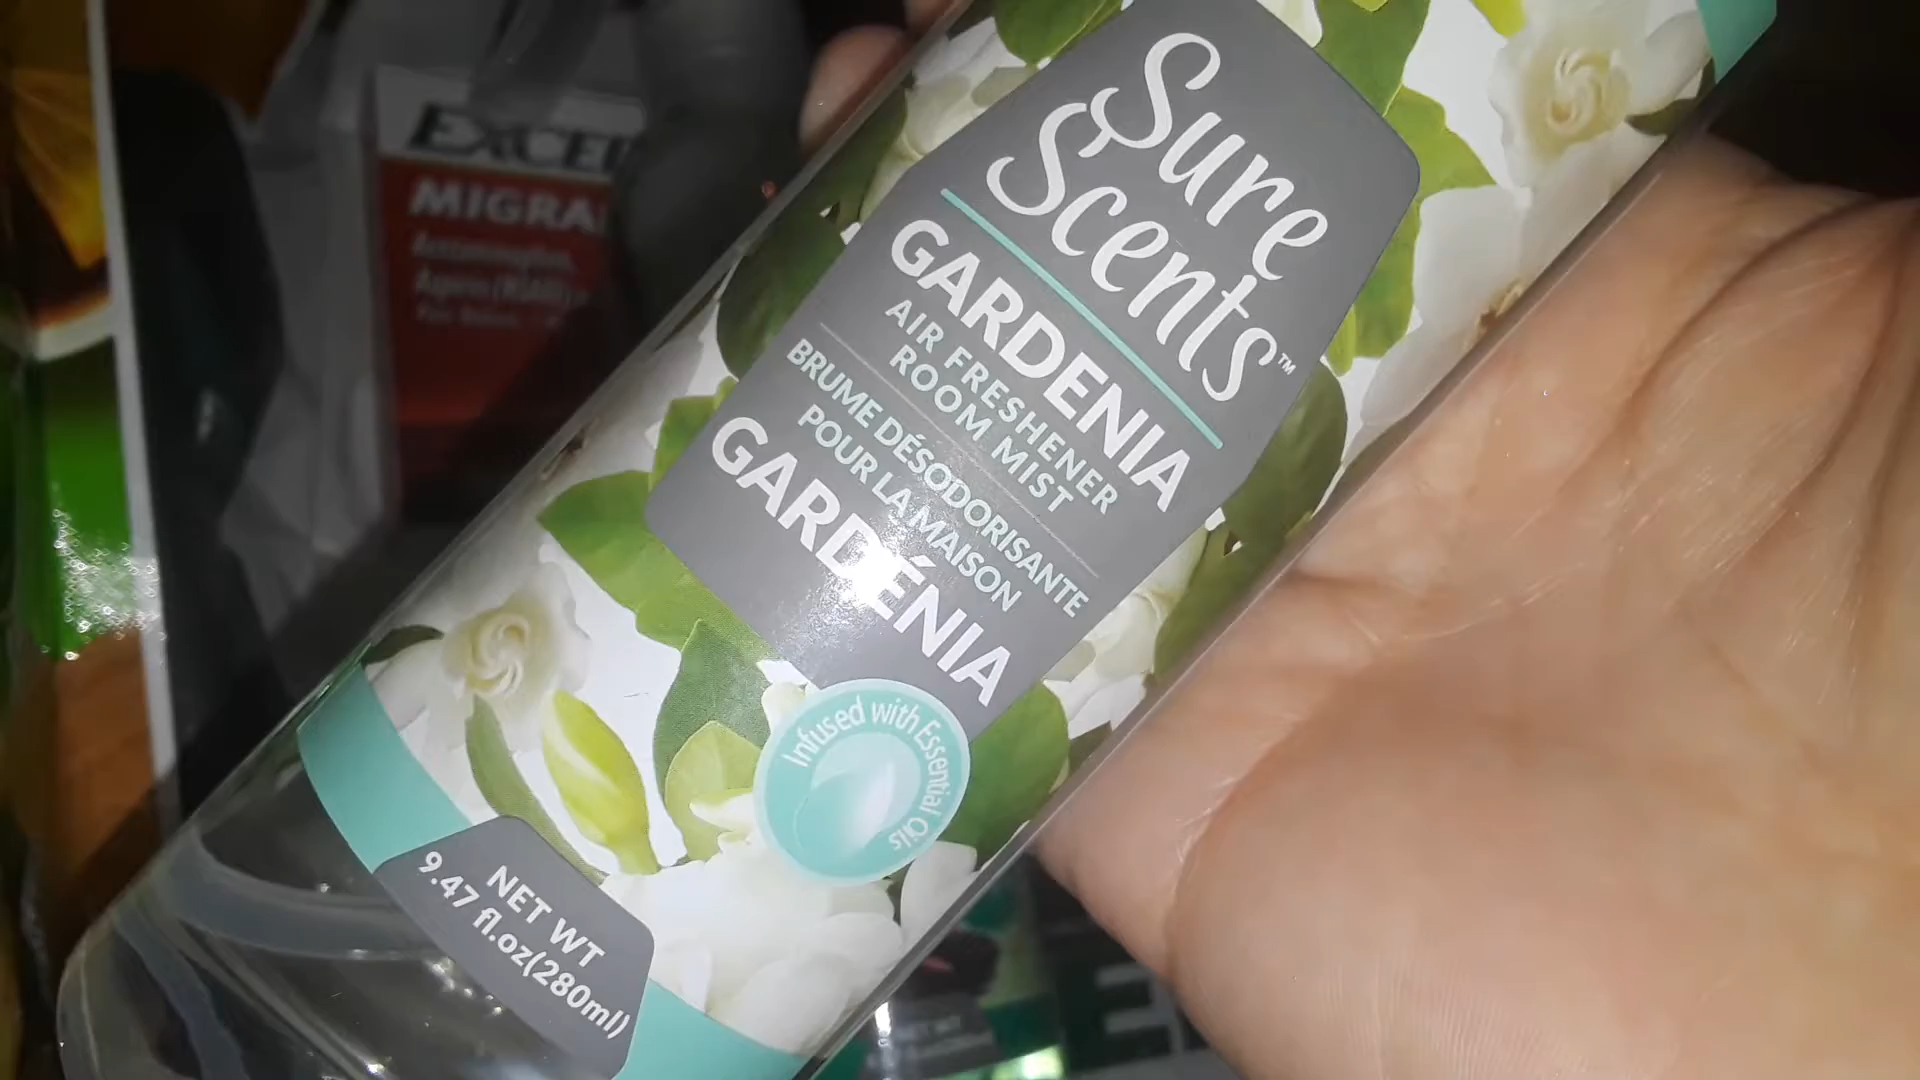 Sure
Scents™
GARDENIA
AIR FRESHENER
ROOM MIST
BRUME DÉSODORISANTE
POUR LA MAISON
GARDÉNIA
Infused with Essential Oils
NET WT
9.47 fl.oz(280ml)